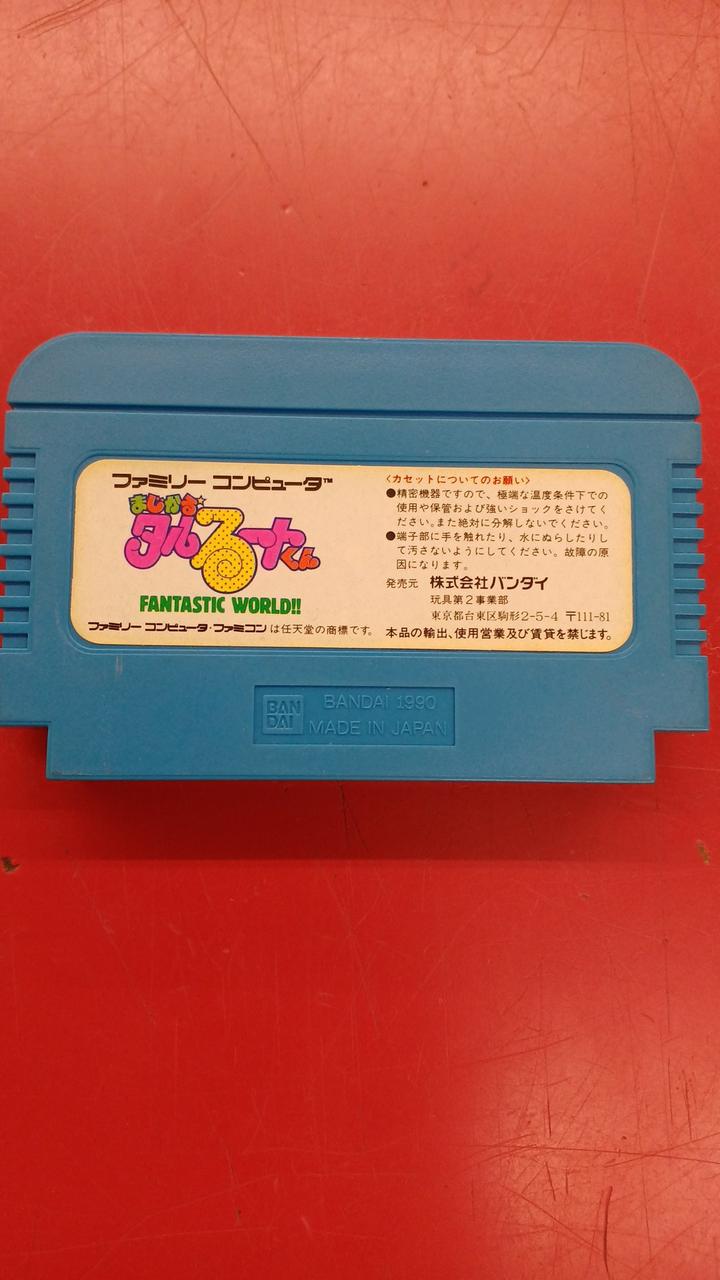 ファミリー コンピュータ™
まじかる☆
タルるートくん
FANTASTIC WORLD!!
ファミリー コンピュータ・ファミコン は任天堂の商標です。
〈カセットについてのお願い〉
●精密機器ですので、極端な温度条件下での
使用や保管および強いショックをさけてく
ださい。また絶対に分解しないでください。
●端子部に手を触れたり、水にぬらしたりし
て汚さないようにしてください。故障の原
因になります。
発売元 株式会社バンダイ
玩具第2事業部
東京都台東区駒形2-5-4 〒111-81
本品の輸出、使用営業及び賃貸を禁じます。
BAN
DAI
BANDAI 1990
MADE IN JAPAN